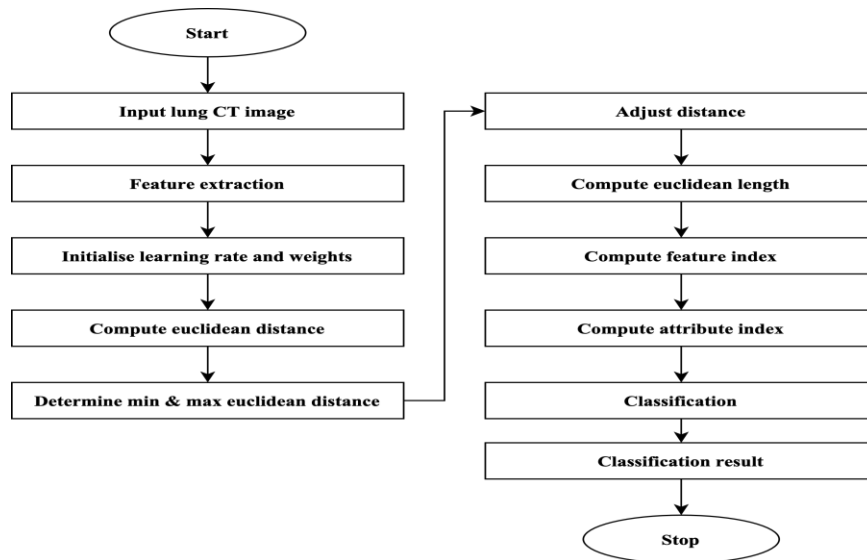 Start
Input lung CT image
Feature extraction
Initialise learning rate and weights
Compute euclidean distance
Determine min & max euclidean distance
Adjust distance
Compute euclidean length
Compute feature index
Compute attribute index
Classification
Classification result
Stop